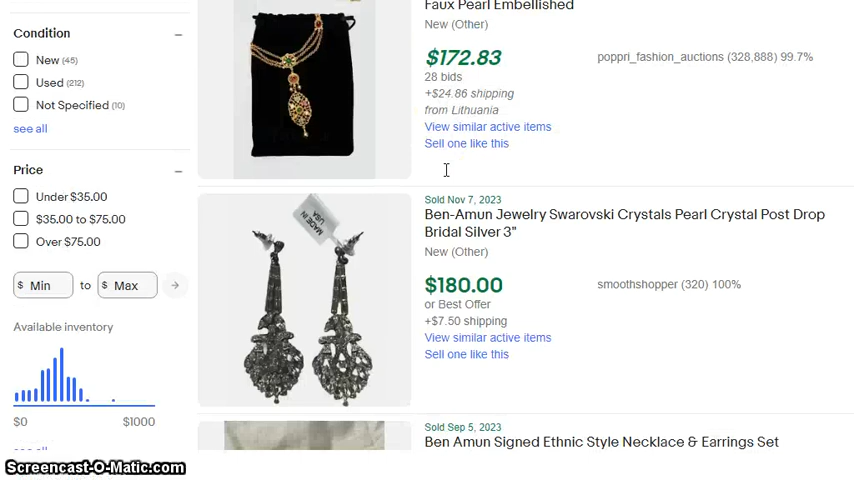 Condition
New (45)
Used (212)
Not Specified (10)
see all
Price
Under $35.00
$35.00 to $75.00
Over $75.00
$ Min to $ Max
Available inventory
$0 $1000
Faux Pearl Embellished
New (Other)
$172.83
28 bids
+$24.86 shipping
from Lithuania
View similar active items
Sell one like this
poppri_fashion_auctions (328,888) 99.7%
MADE IN
USA
Sold Nov 7, 2023
Ben-Amun Jewelry Swarovski Crystals Pearl Crystal Post Drop
Bridal Silver 3"
New (Other)
$180.00
or Best Offer
+$7.50 shipping
View similar active items
Sell one like this
smoothshopper (320) 100%
Sold Sep 5, 2023
Ben Amun Signed Ethnic Style Necklace & Earrings Set
Screencast-O-Matic.com